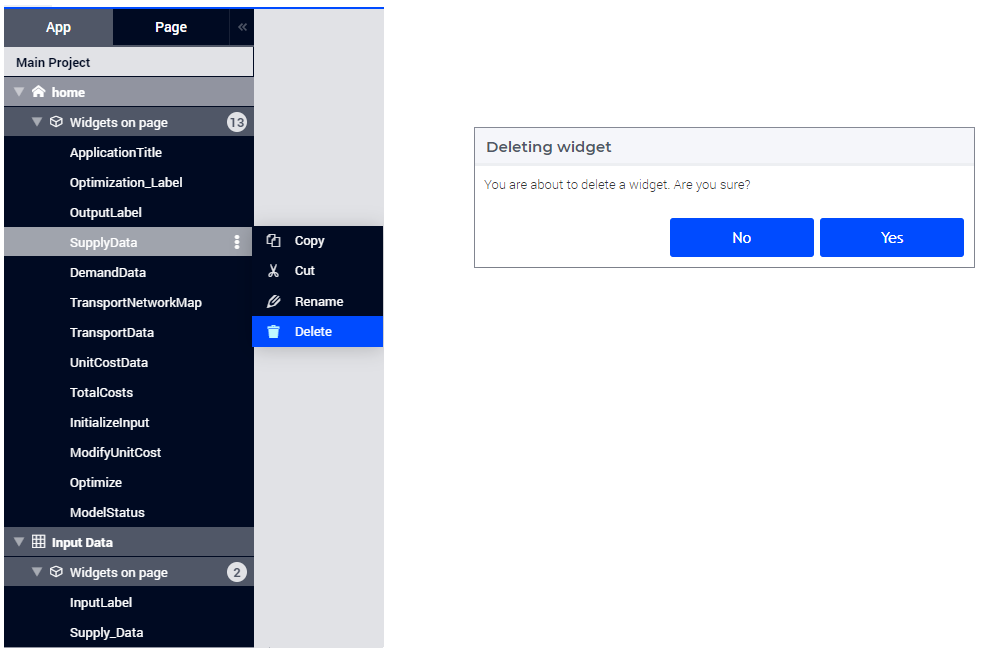 App
Page
«
Main Project
home
Widgets on page 13
ApplicationTitle
Optimization_Label
OutputLabel
SupplyData
DemandData
TransportNetworkMap
TransportData
UnitCostData
TotalCosts
InitializeInput
ModifyUnitCost
Optimize
ModelStatus
Input Data
Widgets on page 2
InputLabel
Supply_Data
Copy
Cut
Rename
Delete
Deleting widget
You are about to delete a widget. Are you sure?
No
Yes